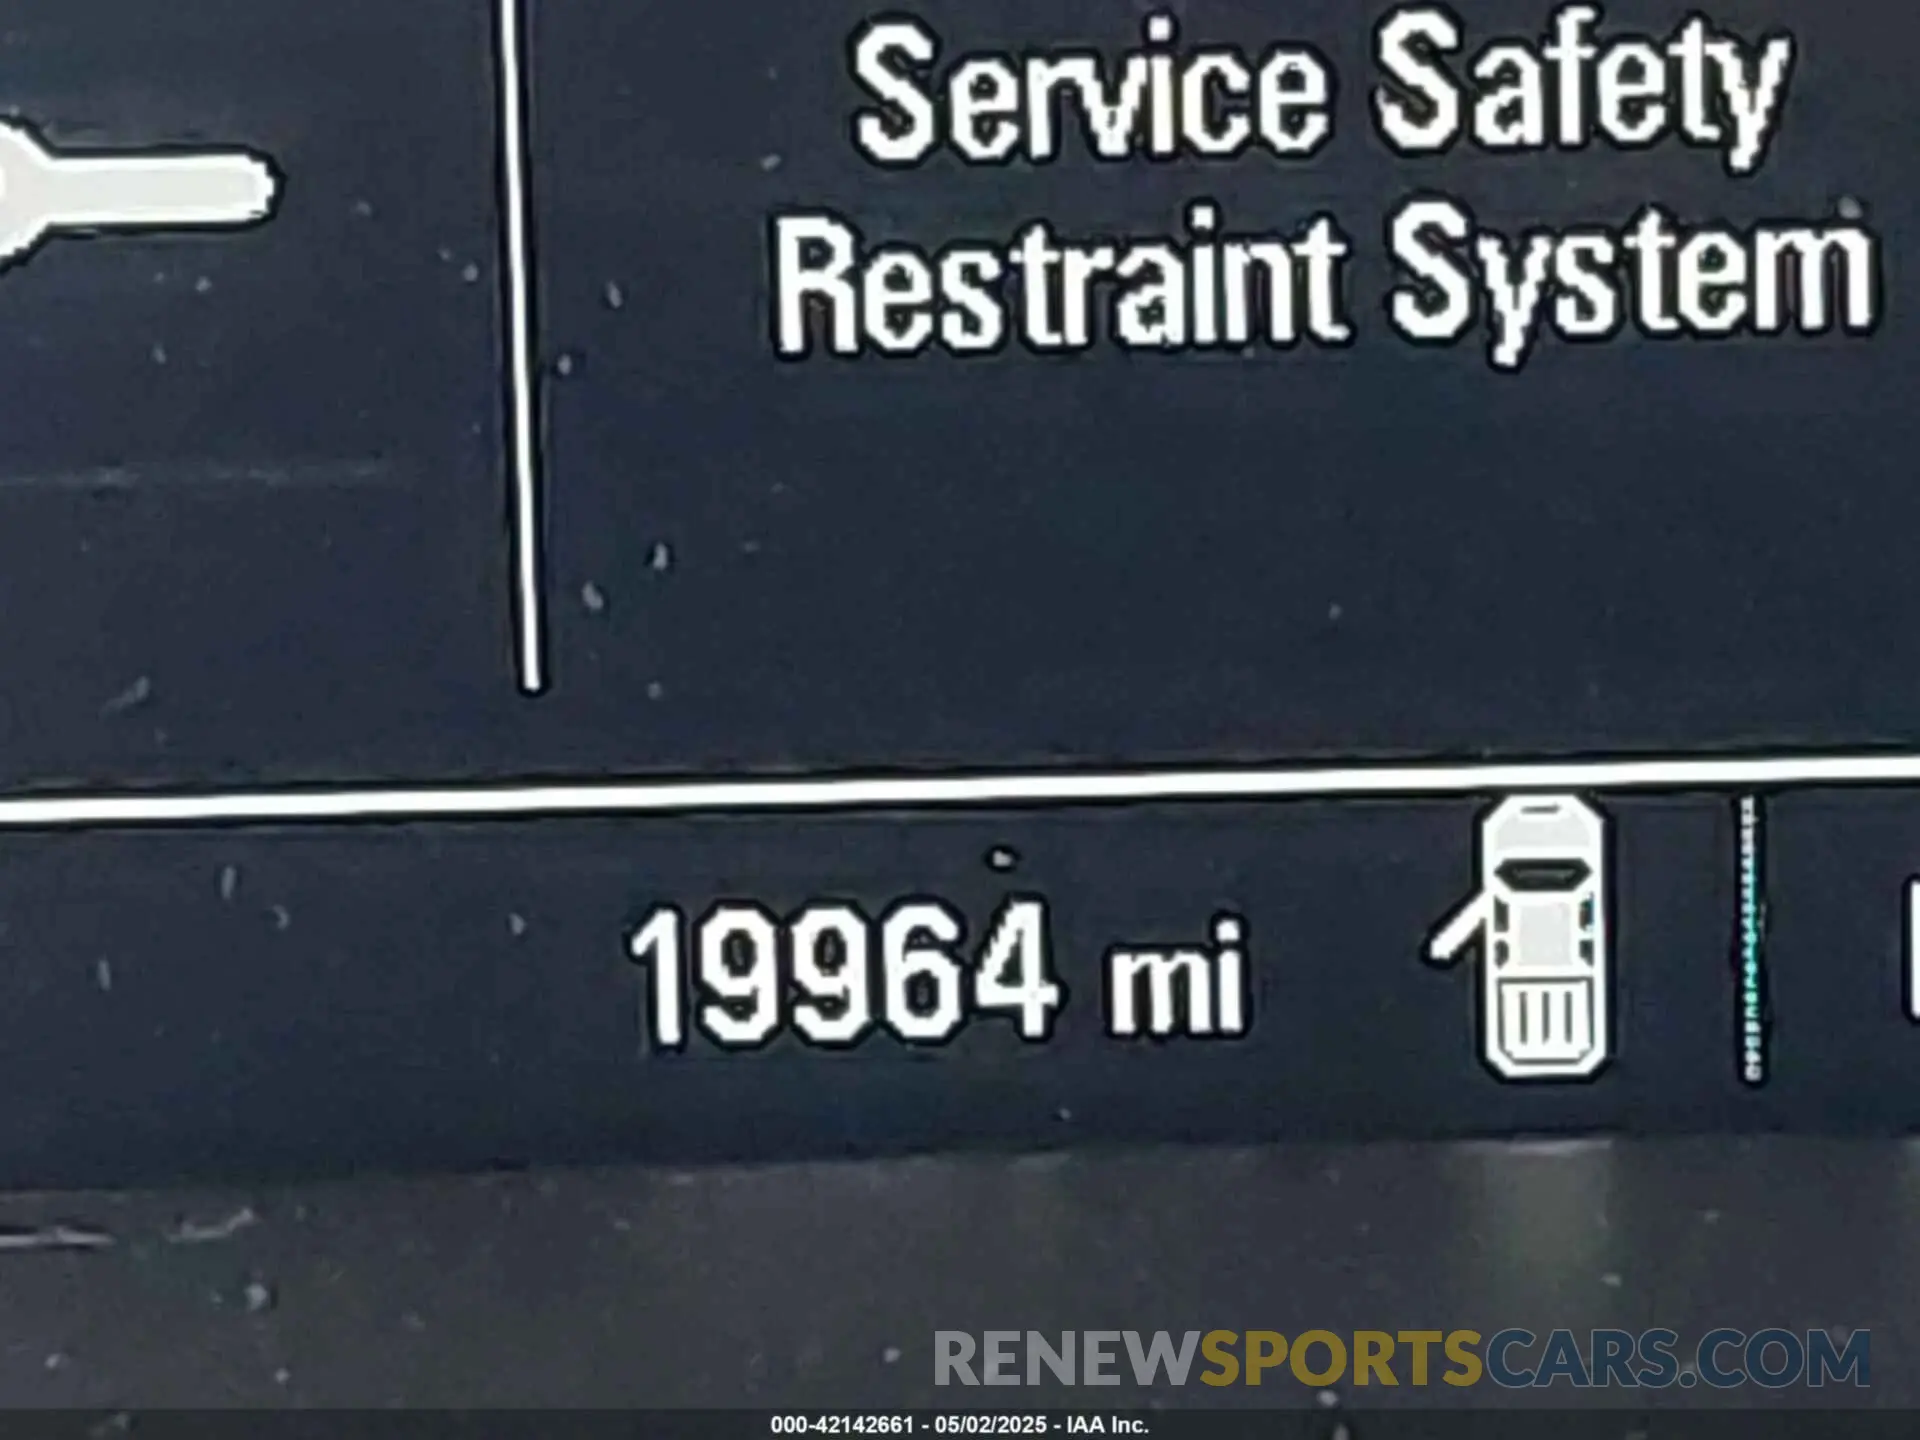 Service Safety
Restraint System
19964 mi
RENEWSPORTSCARS.COM
000-42142661 - 05/02/2025 - IAA Inc.